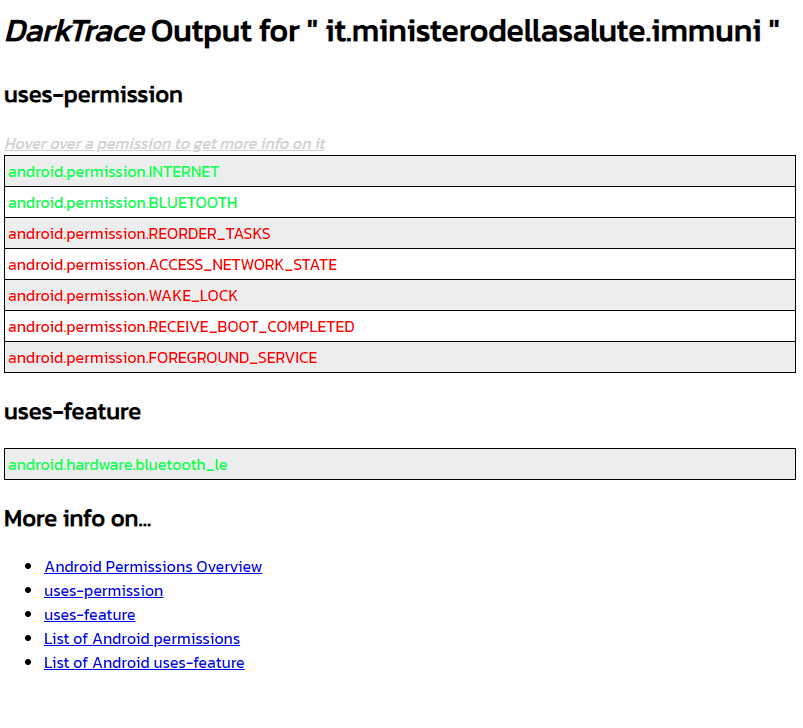 DarkTrace Output for " it.ministerodellasalute.immuni "
uses-permission
Hover over a pemission to get more info on it
android.permission.INTERNET
android.permission.BLUETOOTH
android.permission.REORDER_TASKS
android.permission.ACCESS_NETWORK_STATE
android.permission.WAKE_LOCK
android.permission.RECEIVE_BOOT_COMPLETED
android.permission.FOREGROUND_SERVICE
uses-feature
android.hardware.bluetooth_le
More info on...
Android Permissions Overview
uses-permission
uses-feature
List of Android permissions
List of Android uses-feature